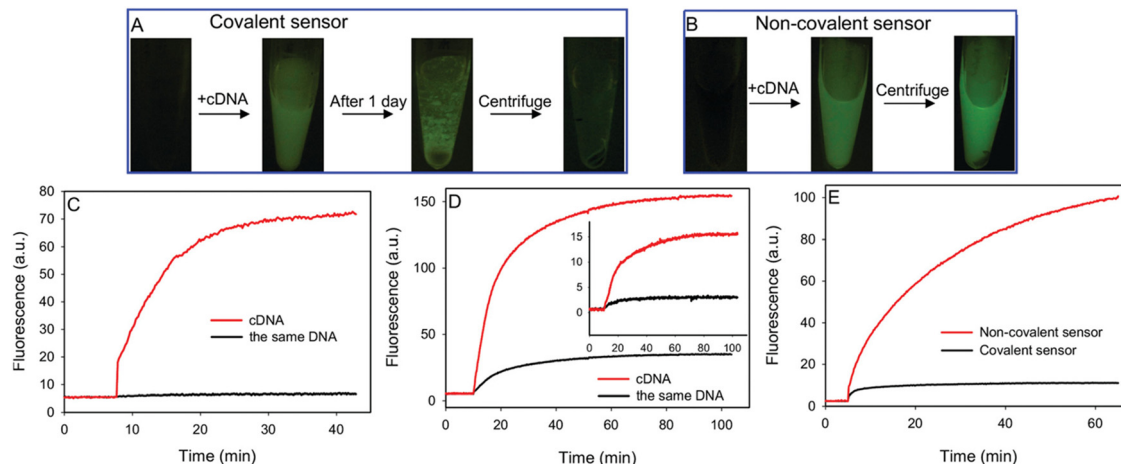 A Covalent sensor
+cDNA After 1 day Centrifuge
B Non-covalent sensor
+cDNA Centrifuge
C
Fluorescence (a.u.)
80
70
60
50
40
30
20
10
0
cDNA
the same DNA
0 10 20 30 40
Time (min)
D
Fluorescence (a.u.)
150
100
50
0
15
10
5
0
0 20 40 60 80 100
cDNA
the same DNA
0 20 40 60 80 100
Time (min)
E
Fluorescence (a.u.)
100
80
60
40
20
0
Non-covalent sensor
Covalent sensor
0 20 40 60
Time (min)